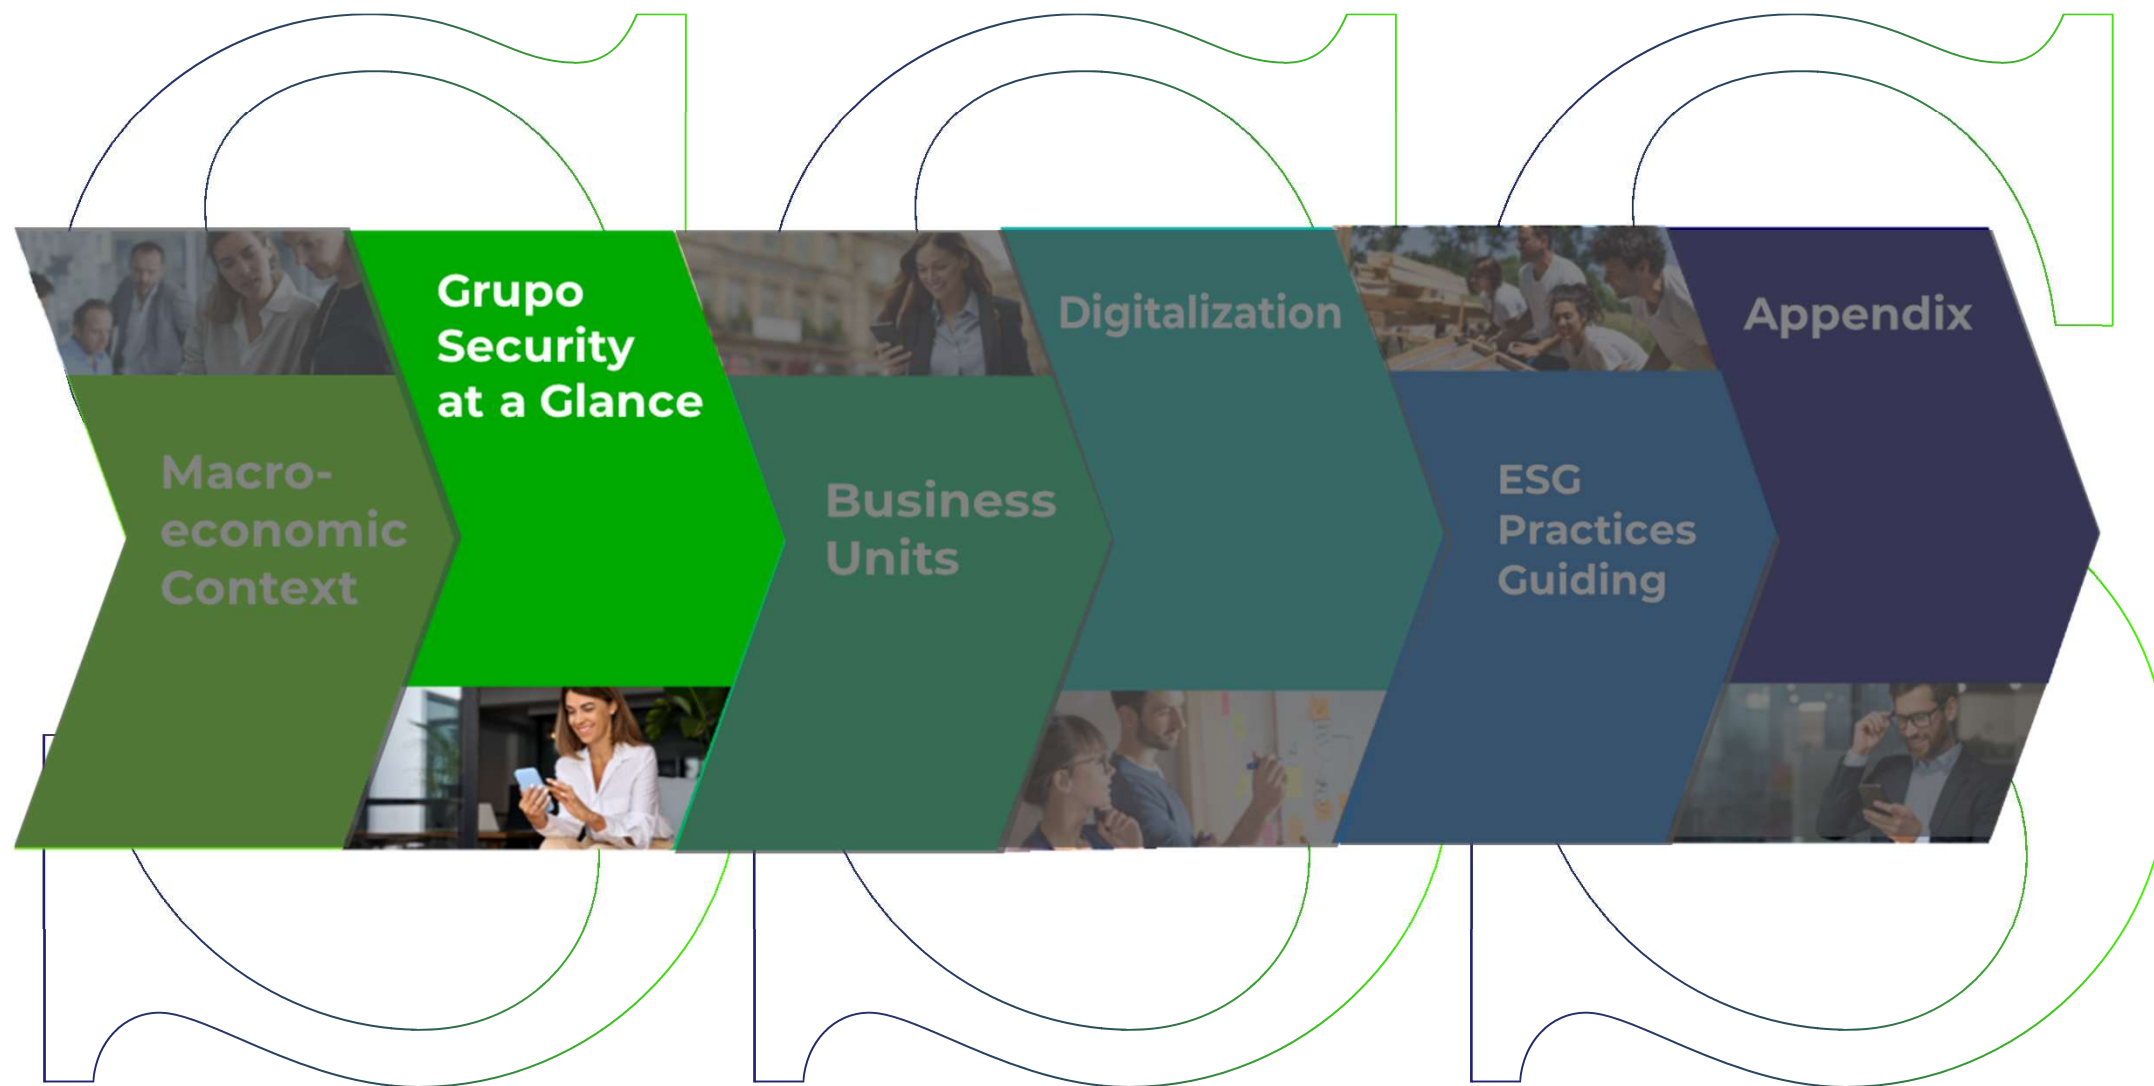 Macro-
economic
Context
Grupo
Security
at a Glance
Business
Units
Digitalization
ESG
Practices
Guiding
Appendix